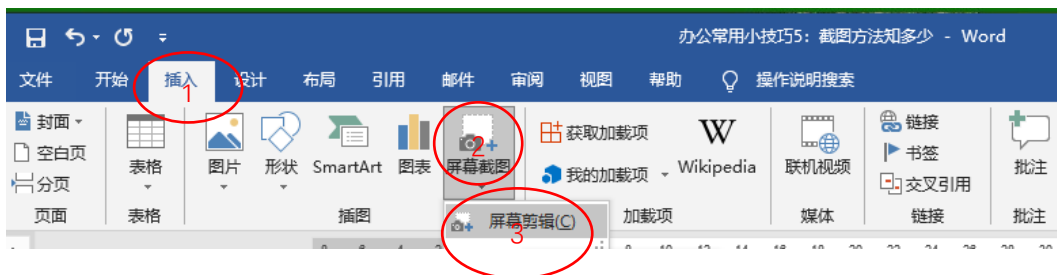 办公常用小技巧5：截图方法知多少 - Word
文件 开始 插入 设计 布局 引用 邮件 审阅 视图 帮助 操作说明搜索
1
封面 空白页 分页
表格
图片 形状 SmartArt 图表 屏幕截图
2
获取加载项
我的加载项
Wikipedia
联机视频
链接
书签
交叉引用
批注
页面 表格 插图 加载项 媒体 链接 批注
屏幕剪辑(C)
3